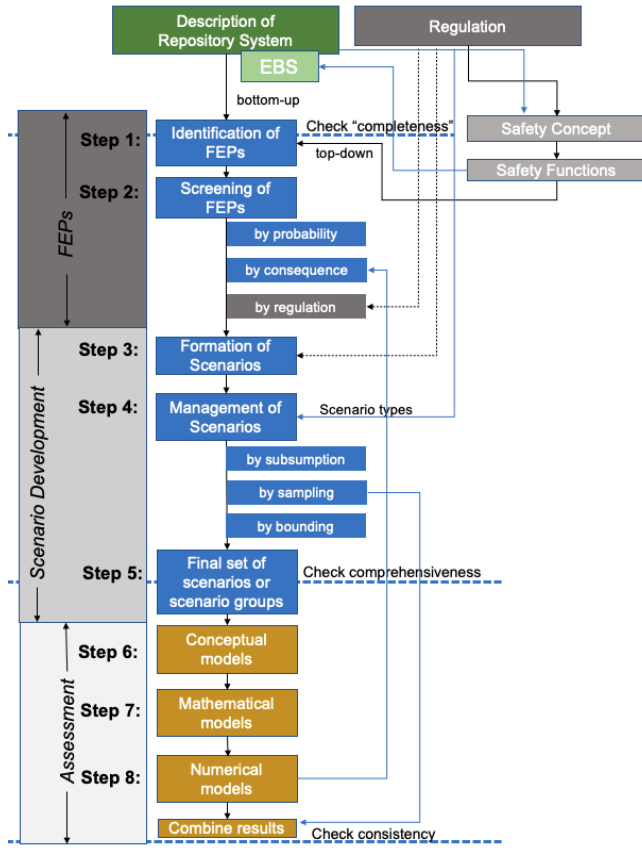 Description of
Repository System
EBS
Regulation
bottom-up
Step 1:
Identification of
FEPs
Check "completeness"
top-down
Safety Concept
Safety Functions
Step 2:
Screening of
FEPs
by probability
by consequence
by regulation
FEPs
Step 3:
Formation of
Scenarios
Step 4:
Management of
Scenarios
Scenario types
by subsumption
by sampling
by bounding
Scenario Development
Step 5:
Final set of
scenarios or
scenario groups
Check comprehensiveness
Step 6:
Conceptual
models
Step 7:
Mathematical
models
Step 8:
Numerical
models
Assessment
Combine results
Check consistency